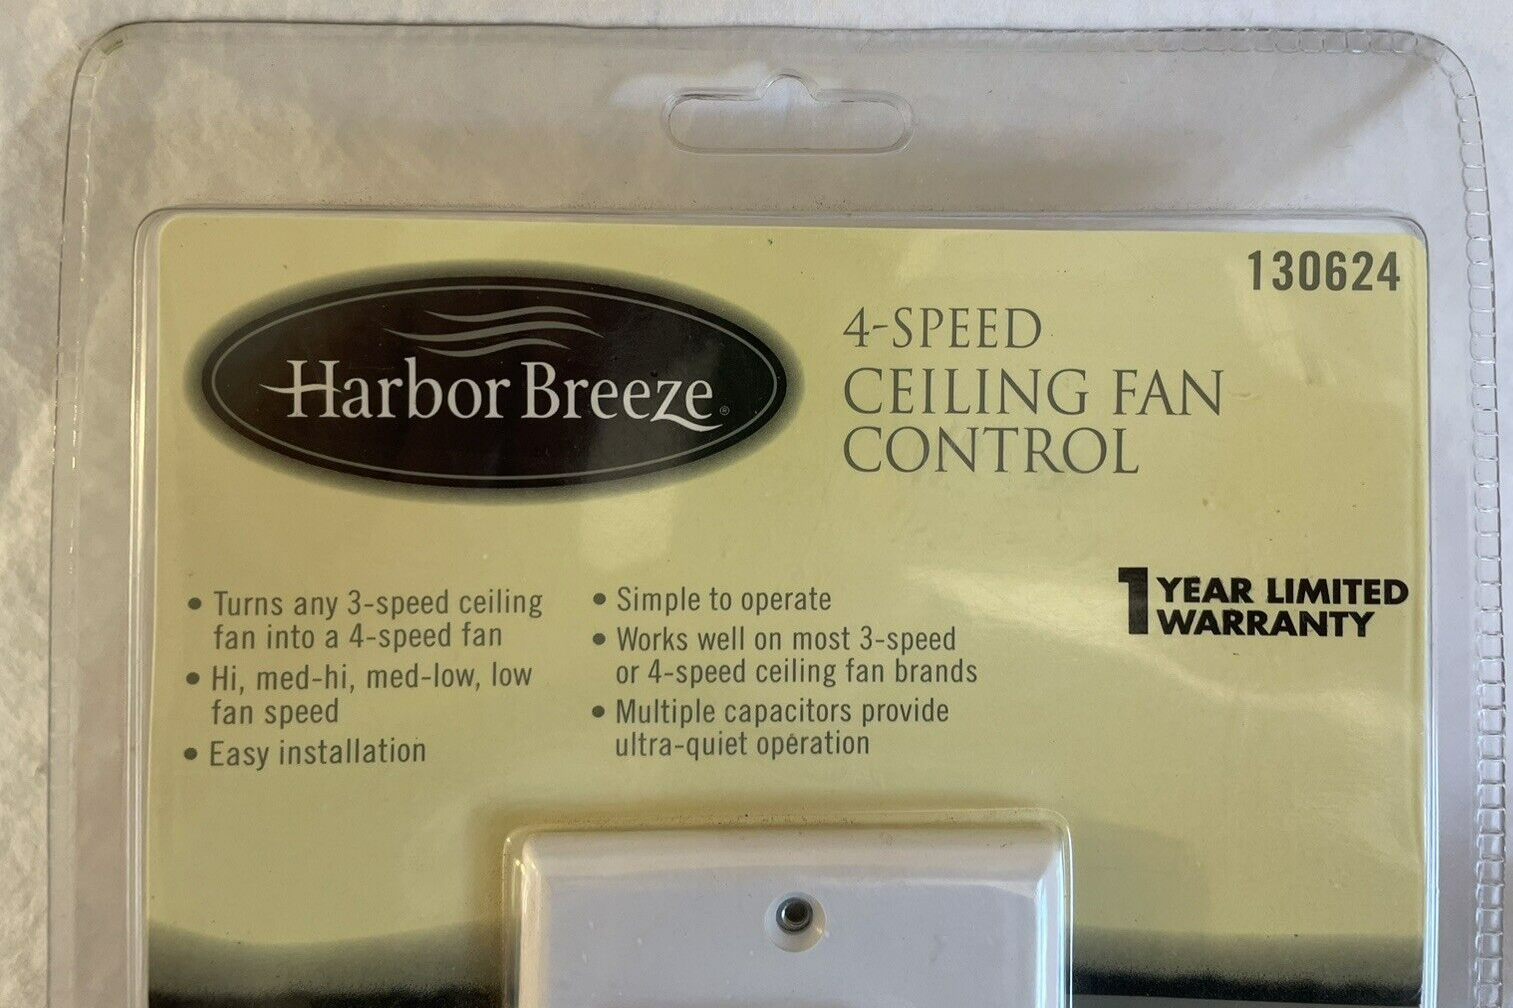 130624
Harbor Breeze®
4-SPEED
CEILING FAN
CONTROL
• Turns any 3-speed ceiling
fan into a 4-speed fan
• Hi, med-hi, med-low, low
fan speed
• Easy installation
• Simple to operate
• Works well on most 3-speed
or 4-speed ceiling fan brands
• Multiple capacitors provide
ultra-quiet operation
1 YEAR LIMITED
WARRANTY